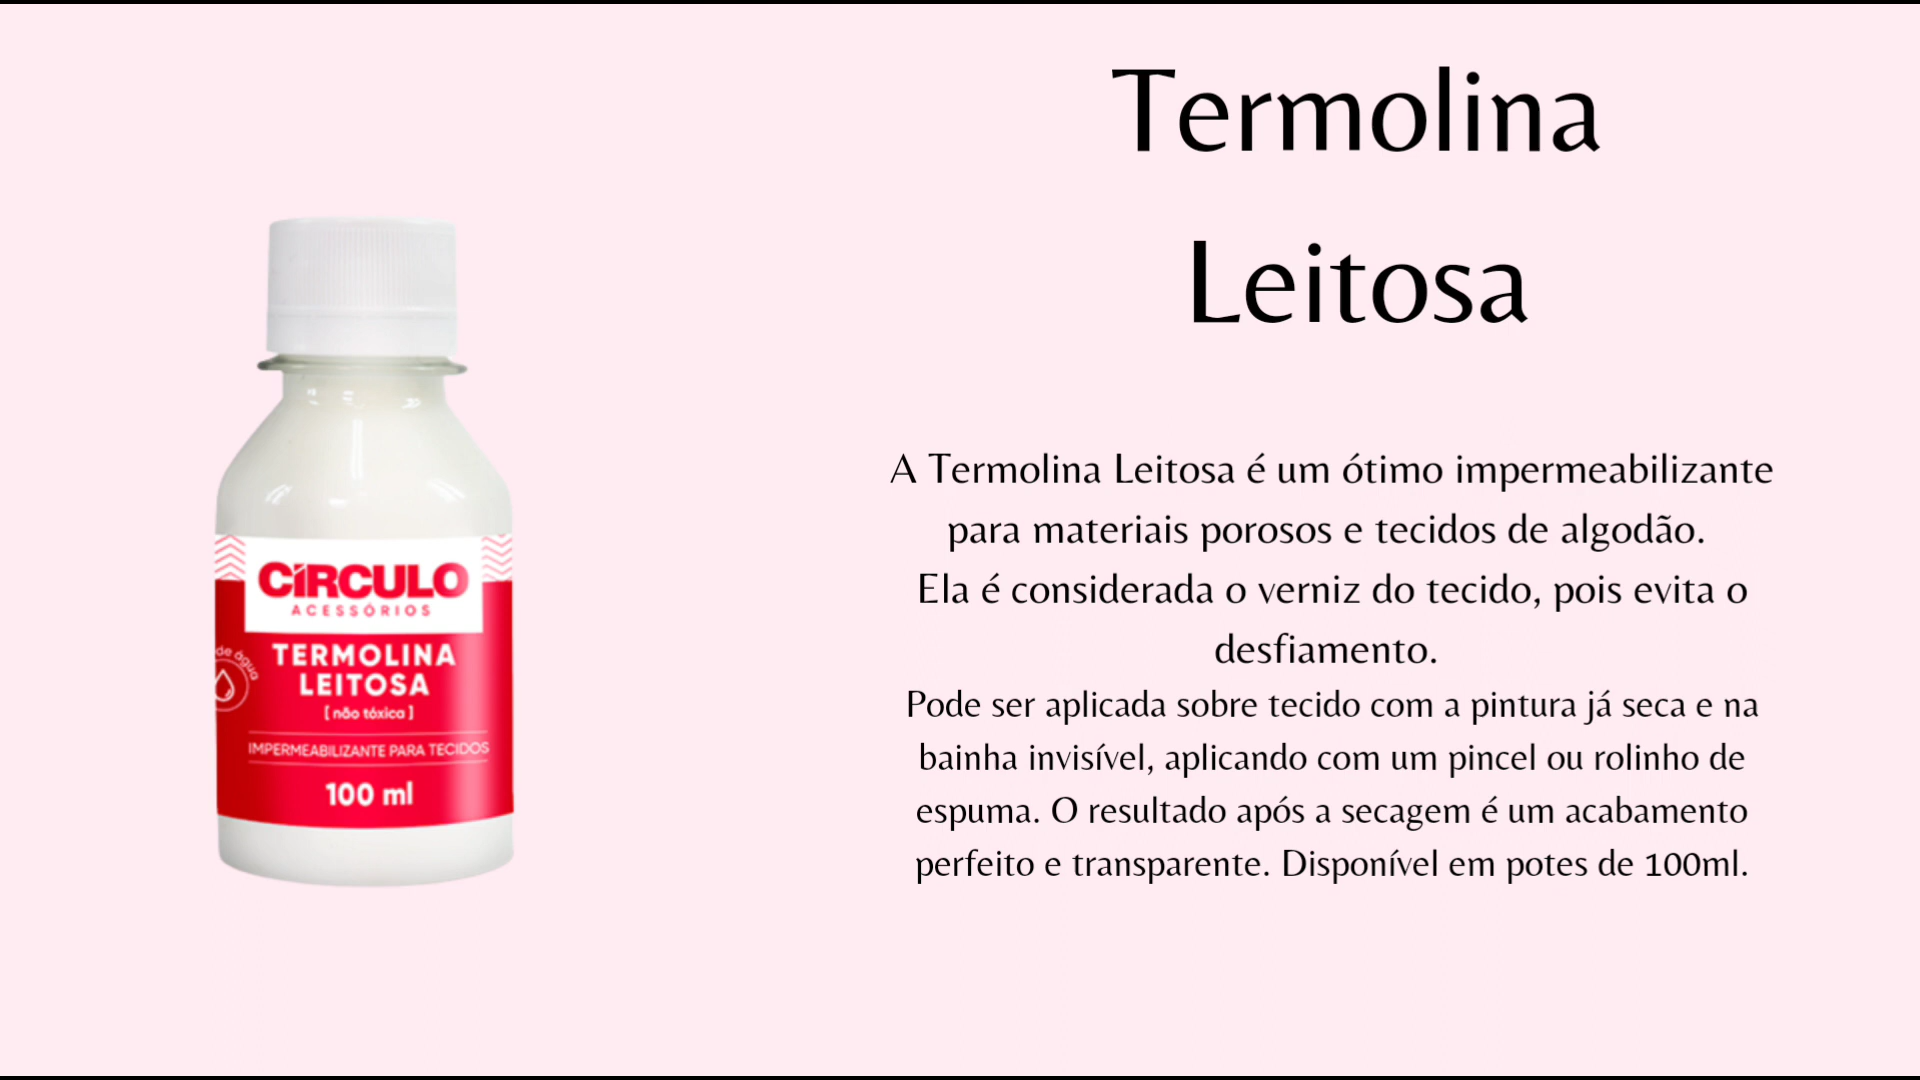 Termolina
Leitosa
A Termolina Leitosa é um ótimo impermeabilizante
para materiais porosos e tecidos de algodão.
Ela é considerada o verniz do tecido, pois evita o
desfiamento.
Pode ser aplicada sobre tecido com a pintura já seca e na
bainha invisível, aplicando com um pincel ou rolinho de
espuma. O resultado após a secagem é um acabamento
perfeito e transparente. Disponível em potes de 100ml.
CÍRCULO
ACESSÓRIOS
de água
TERMOLINA
LEITOSA
[ não tóxica ]
IMPERMEABILIZANTE PARA TECIDOS
100 ml